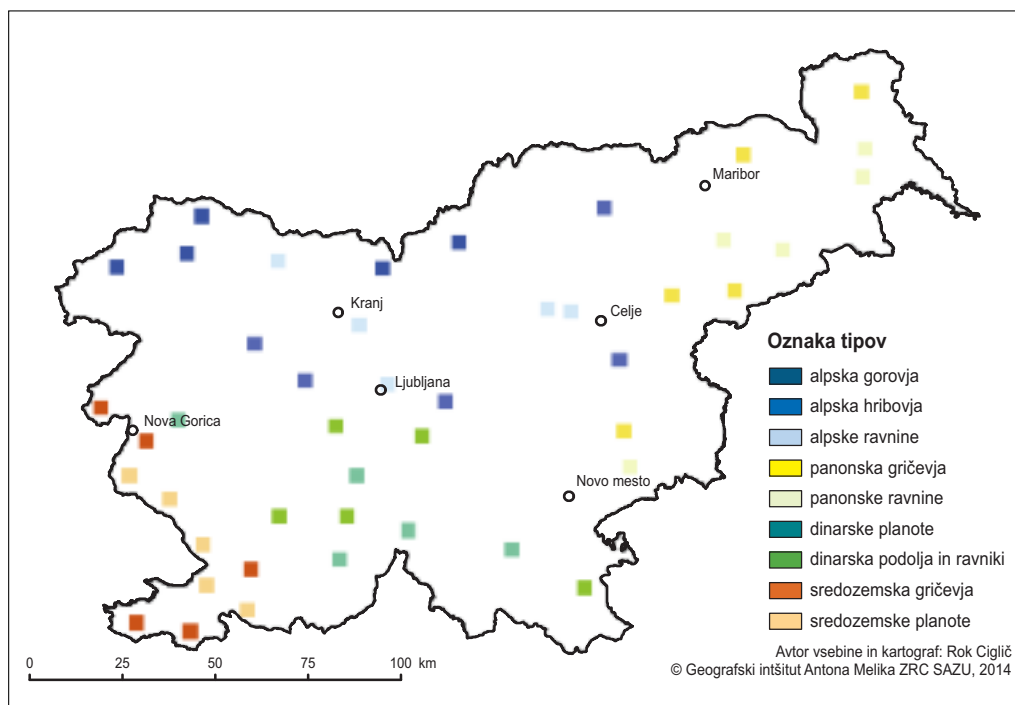 Maribor
Kranj
Celje
Ljubljana
Nova Gorica
Novo mesto
Oznaka tipov
alpska gorovja
alpska hribovja
alpske ravnine
panonska gričevja
panonske ravnine
dinarske planote
dinarska podolja in ravniki
sredozemska gričevja
sredozemske planote
0 25 50 75 100 km
Avtor vsebine in kartograf: Rok Ciglič
© Geografski intšitut Antona Melika ZRC SAZU, 2014